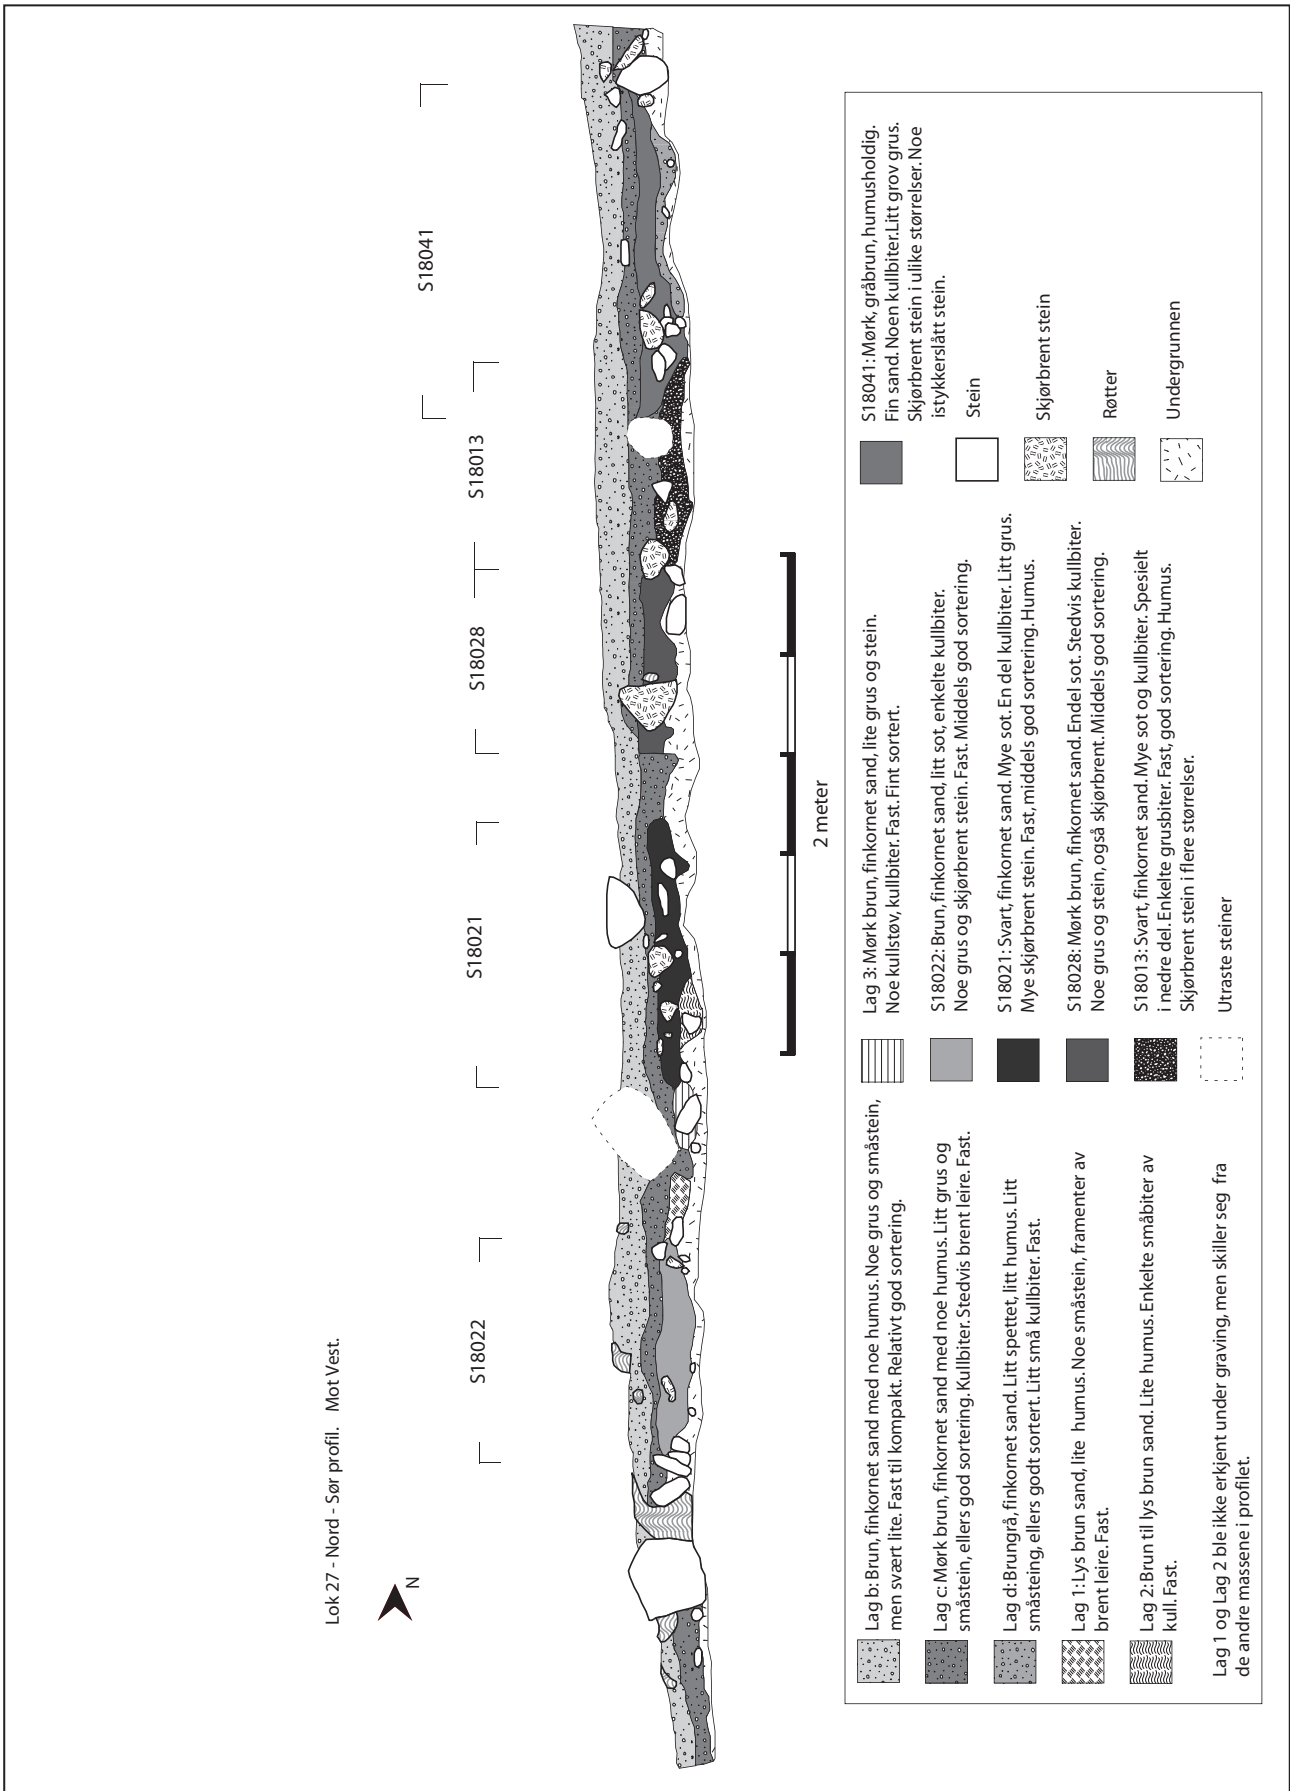 Lok 27 - Nord - Sør profil. Mot Vest.
N
S18022
S18021
S18028
S18013
S18041
2 meter
Lag b: Brun, finkornet sand med noe humus. Noe grus og småstein,
men svært lite. Fast til kompakt. Relativt god sortering.
Lag c: Mørk brun, finkornet sand med noe humus. Litt grus og
småstein, ellers god sortering. Kullbiter. Stedvis brent leire. Fast.
Lag d: Brungrå, finkornet sand. Litt spettet, litt humus. Litt
småsteing, ellers godt sortert. Litt små kullbiter. Fast.
Lag 1: Lys brun sand, lite humus. Noe småstein, framenter av
brent leire. Fast.
Lag 2: Brun til lys brun sand. Lite humus. Enkelte småbiter av
kull. Fast.
Lag 1 og Lag 2 ble ikke erkjent under graving, men skiller seg fra
de andre massene i profilet.
Lag 3: Mørk brun, finkornet sand, lite grus og stein.
Noe kullstøv, kullbiter. Fast. Fint sortert.
S18022: Brun, finkornet sand, litt sot, enkelte kullbiter.
Noe grus og skjørbrent stein. Fast. Middels god sortering.
S18021: Svart, finkornet sand. Mye sot. En del kullbiter. Litt grus.
Mye skjørbrent stein. Fast, middels god sortering. Humus.
S18028: Mørk brun, finkornet sand. Endel sot. Stedvis kullbiter.
Noe grus og stein, også skjørbrent. Middels god sortering.
S18013: Svart, finkornet sand. Mye sot og kullbiter. Spesielt
i nedre del. Enkelte grusbiter. Fast, god sortering. Humus.
Skjørbrent stein i flere størrelser.
Utraste steiner
S18041: Mørk, gråbrun, humusholdig.
Fin sand. Noen kullbiter. Litt grov grus.
Skjørbrent stein i ulike størrelser. Noe
istykkerslått stein.
Stein
Skjørbrent stein
Røtter
Undergrunnen